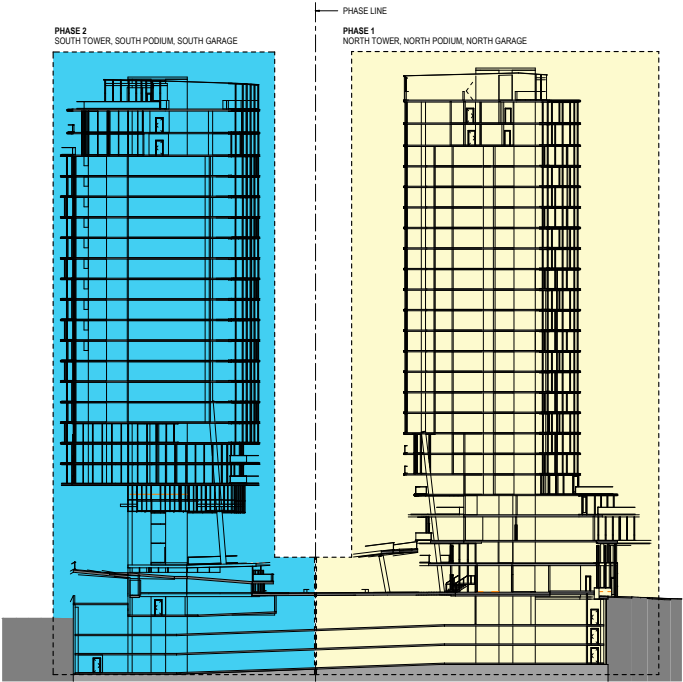 PHASE LINE
PHASE 2
SOUTH TOWER, SOUTH PODIUM, SOUTH GARAGE
PHASE 1
NORTH TOWER, NORTH PODIUM, NORTH GARAGE